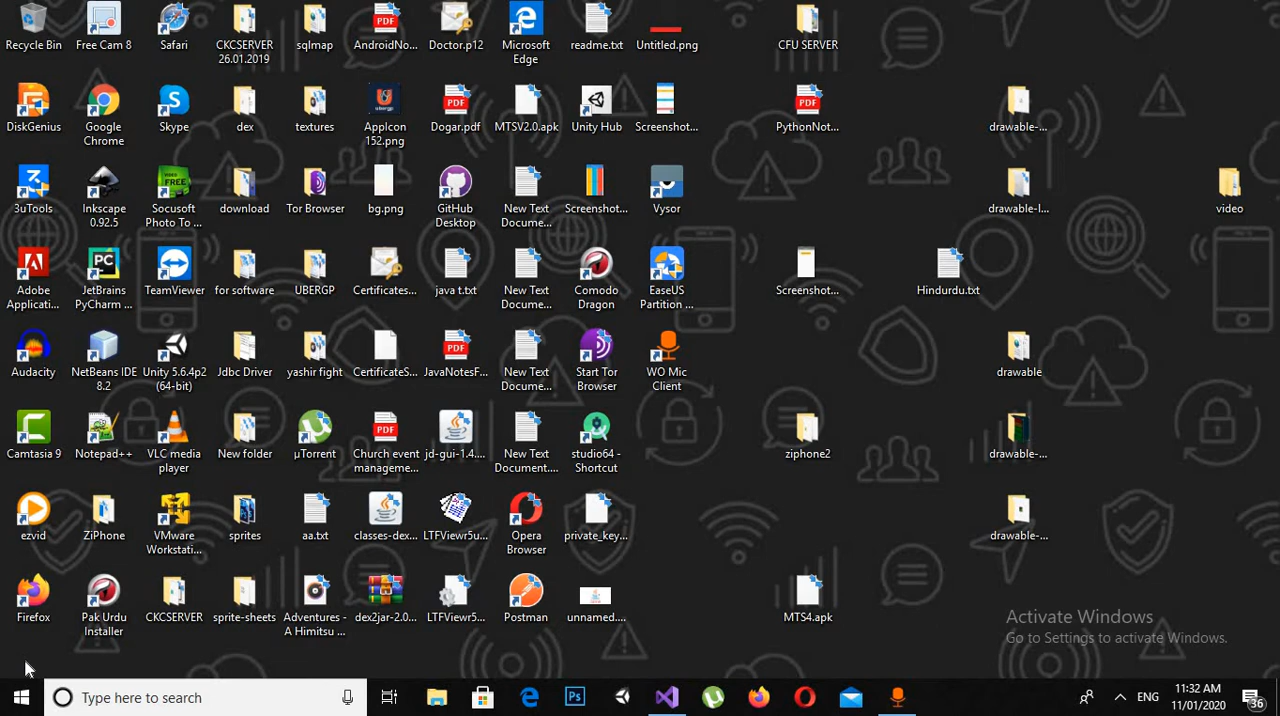 Recycle Bin
Free Cam 8
Safari
CKCSERVER
26.01.2019
sqlmap
AndroidNo...
Doctor.p12
Microsoft
Edge
readme.txt
Untitled.png
CFU SERVER
DiskGenius
Google
Chrome
Skype
dex
textures
AppIcon
152.png
Dogar.pdf
MTSV2.0.apk
Unity Hub
Screenshot...
PythonNot...
drawable-...
3uTools
Inkscape
0.92.5
Socusoft
Photo To...
download
Tor Browser
bg.png
GitHub
Desktop
New Text
Docume...
Screenshot...
Vysor
drawable-l...
video
Adobe
Applicati...
JetBrains
PyCharm ...
TeamViewer
for software
UBERGP
Certificates...
java t.txt
New Text
Docume...
Comodo
Dragon
EaseUS
Partition ...
Screenshot...
Hindurdu.txt
Audacity
NetBeans IDE
8.2
Unity 5.6.4p2
(64-bit)
Jdbc Driver
yashir fight
CertificateS...
JavaNotesF...
New Text
Docume...
Start Tor
Browser
WO Mic
Client
drawable
Camtasia 9
Notepad++
VLC media
player
New folder
µTorrent
Church event
manageme...
jd-gui-1.4....
New Text
Document....
studio64 -
Shortcut
ziphone2
drawable-...
ezvid
ZiPhone
VMware
Workstati...
sprites
aa.txt
classes-dex...
LTFViewr5u...
Opera
Browser
private_key...
drawable-...
Firefox
Pak Urdu
Installer
CKCSERVER
sprite-sheets
Adventures -
A Himitsu ...
dex2jar-2.0...
LTFViewr5...
Postman
unnamed....
MTS4.apk
Activate Windows
Go to Settings to activate Windows.
Type here to search
ENG
11:32 AM
11/01/2020
36